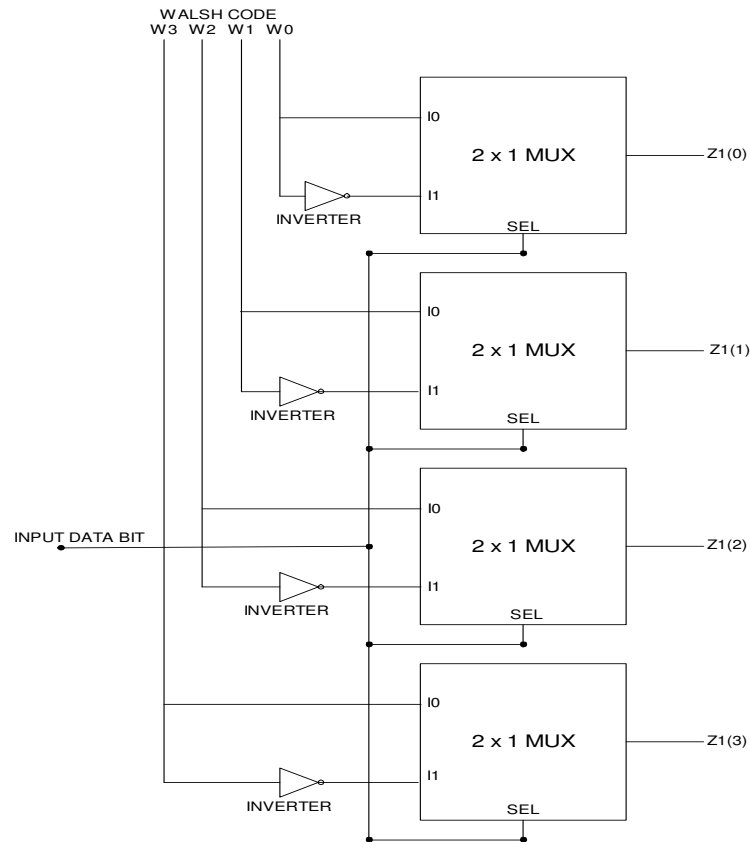 WALSH CODE
W3 W2 W1 W0
I0
2 x 1 MUX
Z1(0)
I1
INVERTER
SEL
I0
2 x 1 MUX
Z1(1)
I1
INVERTER
SEL
I0
INPUT DATA BIT
2 x 1 MUX
Z1(2)
I1
INVERTER
SEL
I0
2 x 1 MUX
Z1(3)
I1
INVERTER
SEL